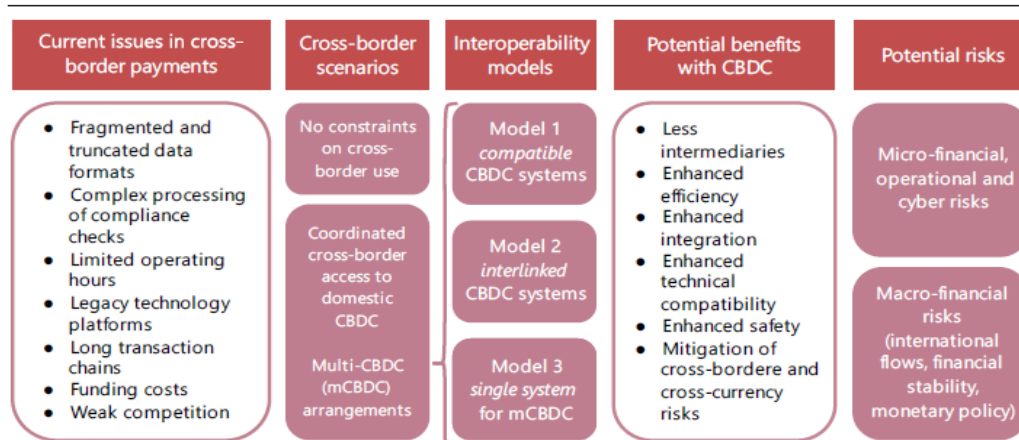 Current issues in cross-
border payments
Cross-border
scenarios
Interoperability
models
Potential benefits
with CBDC
Potential risks
● Fragmented and
truncated data
formats
● Complex processing
of compliance
checks
● Limited operating
hours
● Legacy technology
platforms
● Long transaction
chains
● Funding costs
● Weak competition
No constraints
on cross-
border use
Coordinated
cross-border
access to
domestic
CBDC
Multi-CBDC
(mCBDC)
arrangements
Model 1
compatible
CBDC systems
Model 2
interlinked
CBDC systems
Model 3
single system
for mCBDC
● Less
intermediaries
● Enhanced
efficiency
● Enhanced
integration
● Enhanced
technical
compatibility
● Enhanced safety
● Mitigation of
cross-bordere and
cross-currency
risks
Micro-financial,
operational and
cyber risks
Macro-financial
risks
(international
flows, financial
stability,
monetary policy)